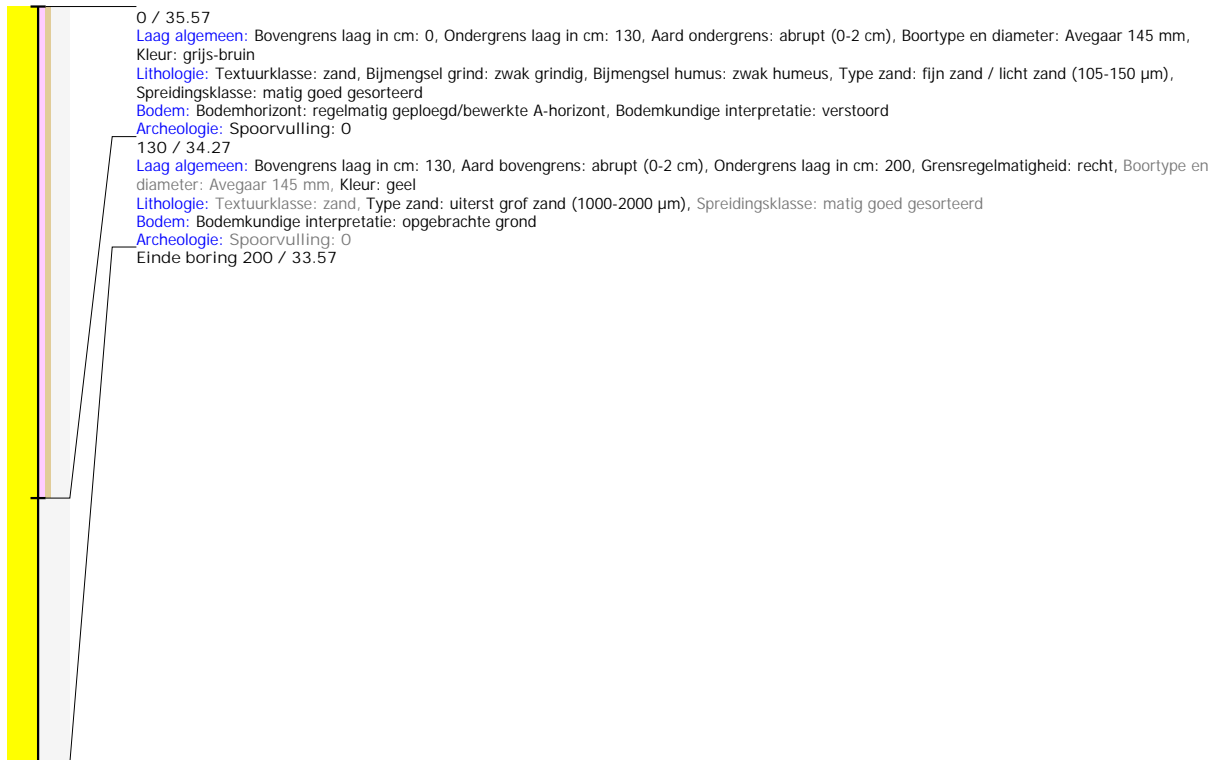 0 / 35.57
Laag algemeen: Bovengrens laag in cm: 0, Ondergrens laag in cm: 130, Aard ondergrens: abrupt (0-2 cm), Boortype en diameter: Avegaar 145 mm,
Kleur: grijs-bruin
Lithologie: Textuurklasse: zand, Bijmengsel grind: zwak grindig, Bijmengsel humus: zwak humeus, Type zand: fijn zand / licht zand (105-150 µm),
Spreidingsklasse: matig goed gesorteerd
Bodem: Bodemhorizont: regelmatig geploegd/bewerkte A-horizont, Bodemkundige interpretatie: verstoord
Archeologie: Spoorvulling: 0
130 / 34.27
Laag algemeen: Bovengrens laag in cm: 130, Aard bovengrens: abrupt (0-2 cm), Ondergrens laag in cm: 200, Grensregelmatigheid: recht, Boortype en
diameter: Avegaar 145 mm, Kleur: geel
Lithologie: Textuurklasse: zand, Type zand: uiterst grof zand (1000-2000 µm), Spreidingsklasse: matig goed gesorteerd
Bodem: Bodemkundige interpretatie: opgebrachte grond
Archeologie: Spoorvulling: 0
Einde boring 200 / 33.57